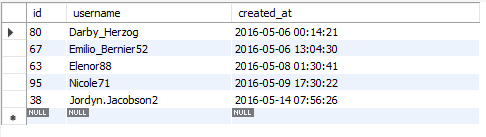 id username created_at
80 Darby_Herzog 2016-05-06 00:14:21
67 Emilio_Bernier52 2016-05-06 13:04:30
63 Elenor88 2016-05-08 01:30:41
95 Nicole71 2016-05-09 17:30:22
38 Jordyn.Jacobson2 2016-05-14 07:56:26
NULL NULL NULL